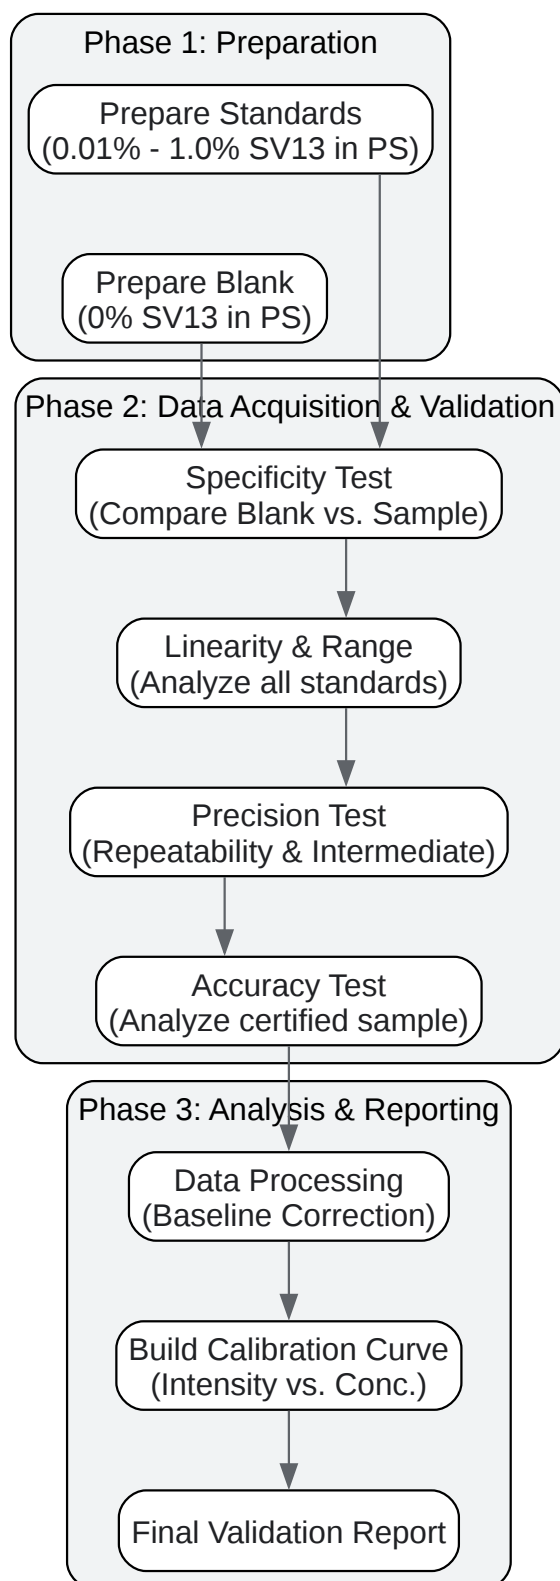 Phase 1: Preparation
Prepare Standards
(0.01% - 1.0% SV13 in PS)
Prepare Blank
(0% SV13 in PS)
Phase 2: Data Acquisition & Validation
Specificity Test
(Compare Blank vs. Sample)
Linearity & Range
(Analyze all standards)
Precision Test
(Repeatability & Intermediate)
Accuracy Test
(Analyze certified sample)
Phase 3: Analysis & Reporting
Data Processing
(Baseline Correction)
Build Calibration Curve
(Intensity vs. Conc.)
Final Validation Report